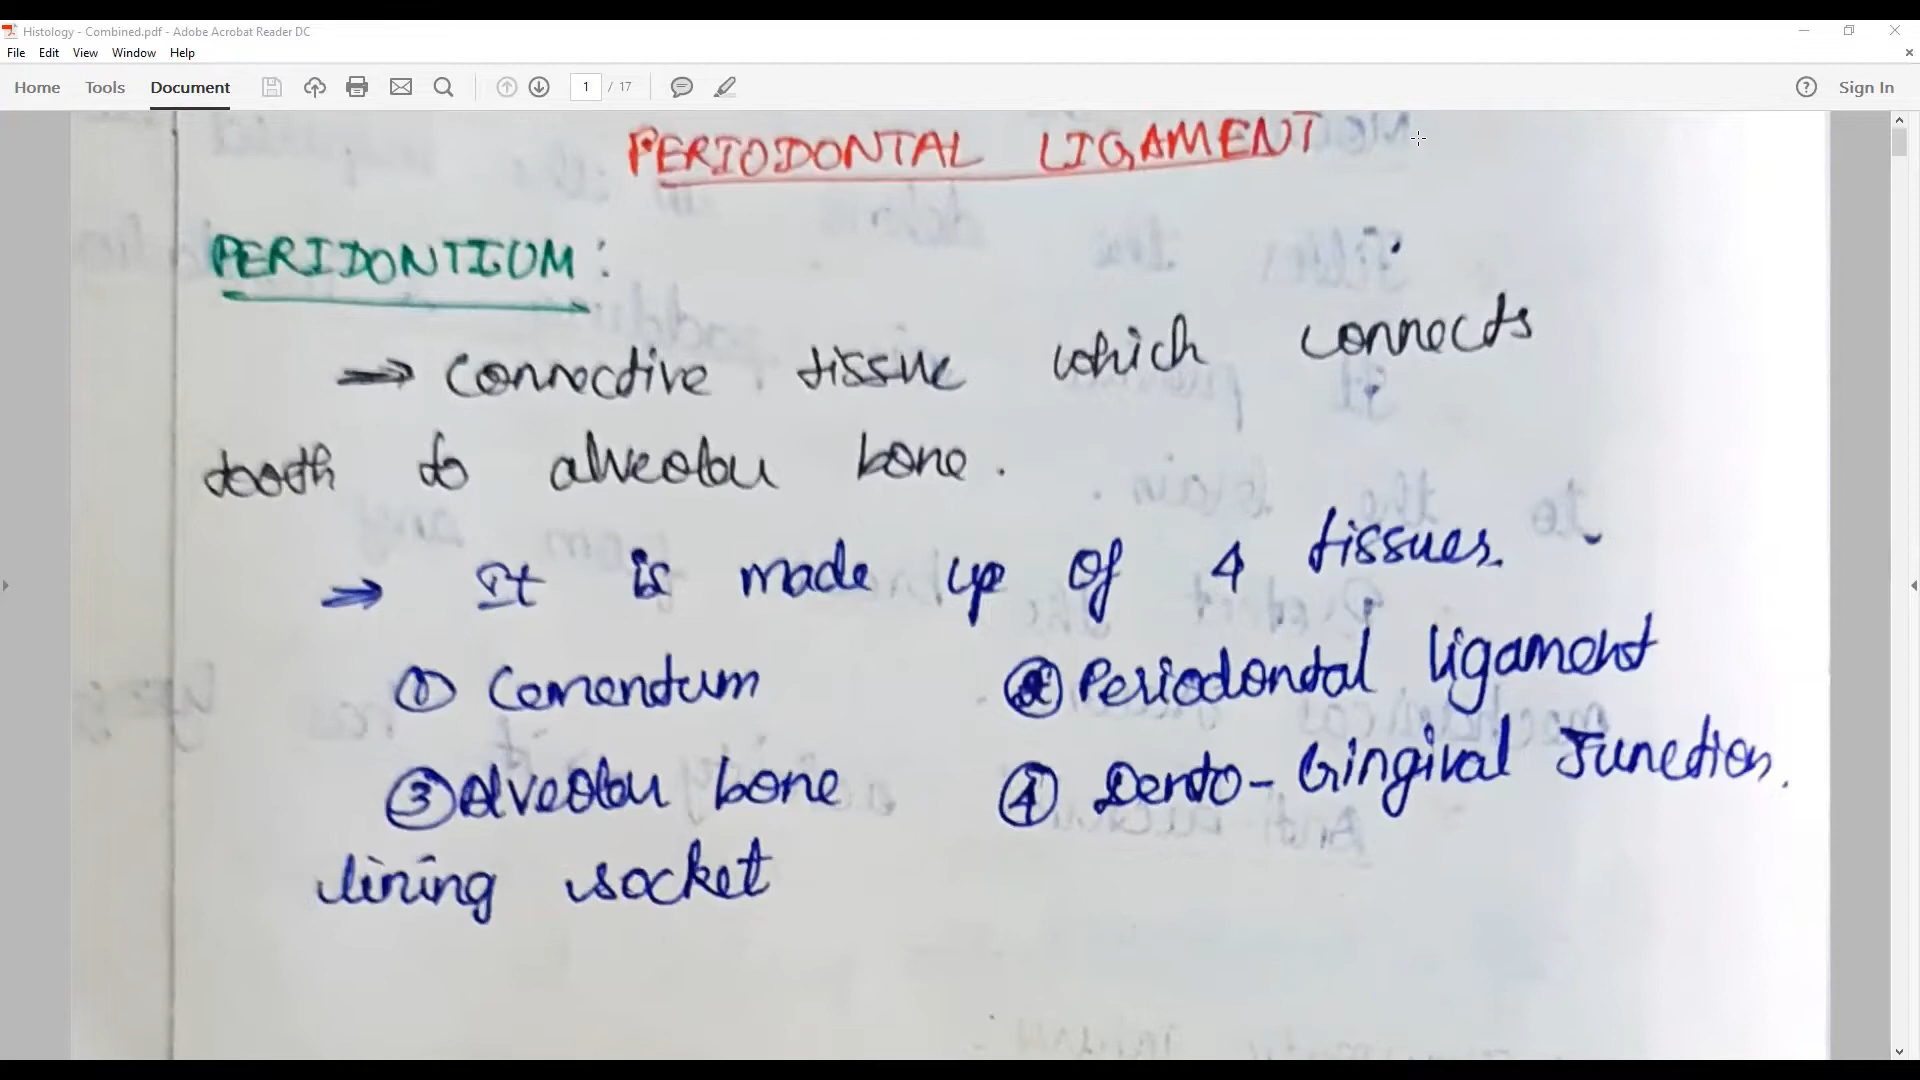 Histology - Combined.pdf - Adobe Acrobat Reader DC
File Edit View Window Help
Home Tools Document 1 / 17 Sign In
PERIODONTAL LIGAMENT
PERIDONTIUM :
→ Connective tissue which connects
tooth to alveolar bone.
→ It is made up of 4 tissues.
① Cementum ② Periodontal ligament
③ alveolar bone ④ Dento-Gingival Junction.
lining socket